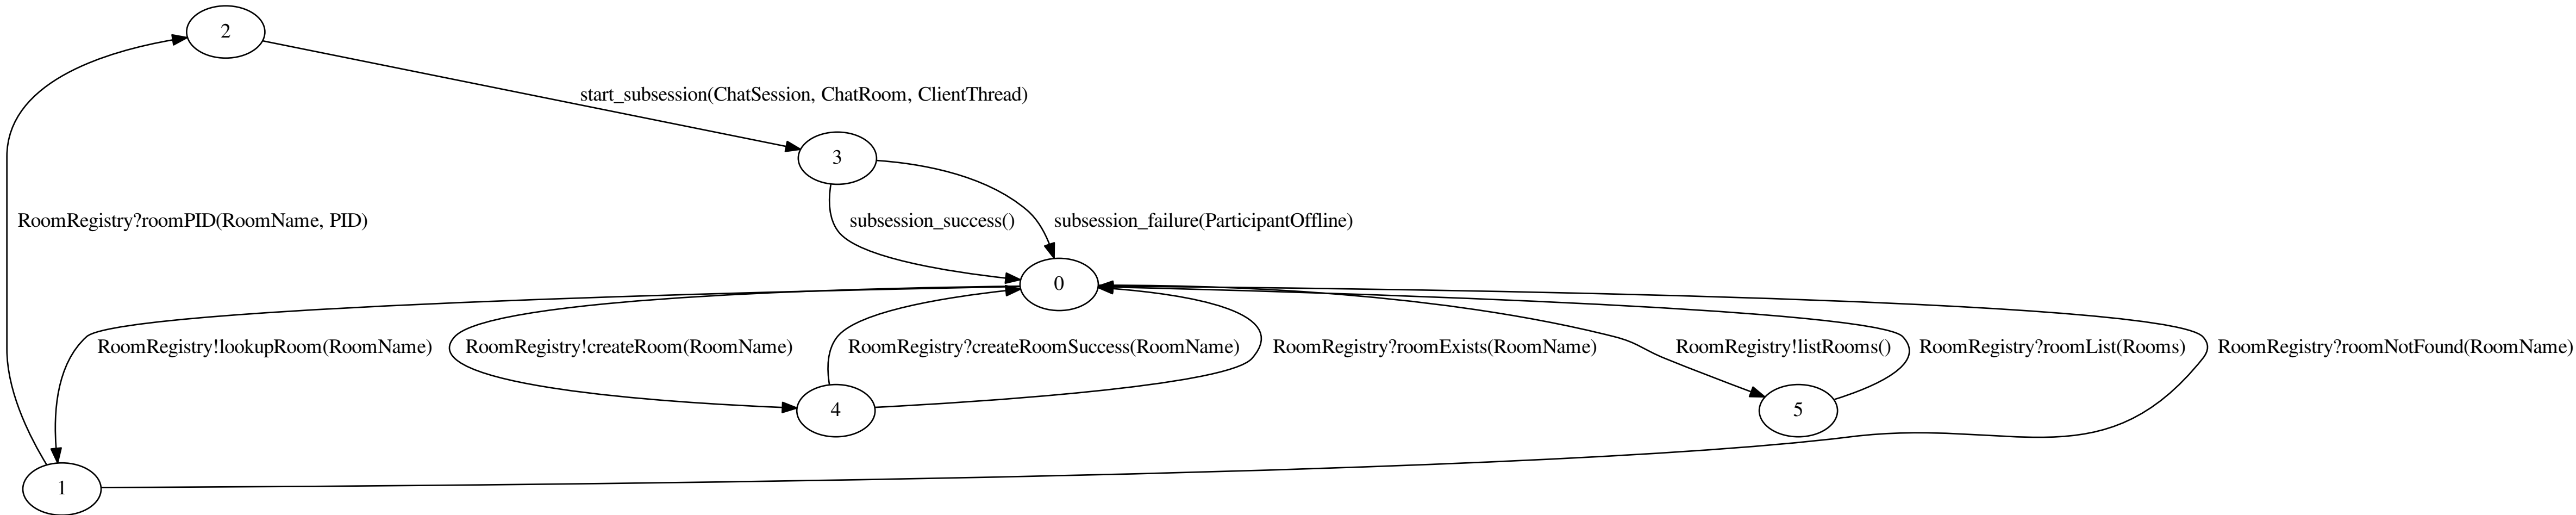 2
start_subsession(ChatSession, ChatRoom, ClientThread)
3
RoomRegistry?roomPID(RoomName, PID)
subsession_success()
subsession_failure(ParticipantOffline)
0
RoomRegistry!lookupRoom(RoomName)
RoomRegistry!createRoom(RoomName)
RoomRegistry?createRoomSuccess(RoomName)
RoomRegistry?roomExists(RoomName)
RoomRegistry!listRooms()
RoomRegistry?roomList(Rooms)
RoomRegistry?roomNotFound(RoomName)
4
5
1